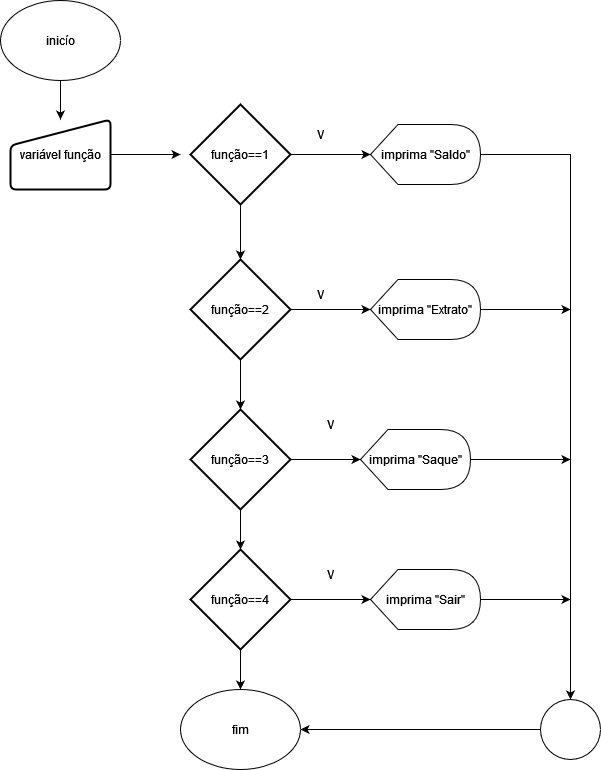 inicío
variável função
função==1
V
imprima "Saldo"
função==2
V
imprima "Extrato"
função==3
V
imprima "Saque"
função==4
V
imprima "Sair"
fim